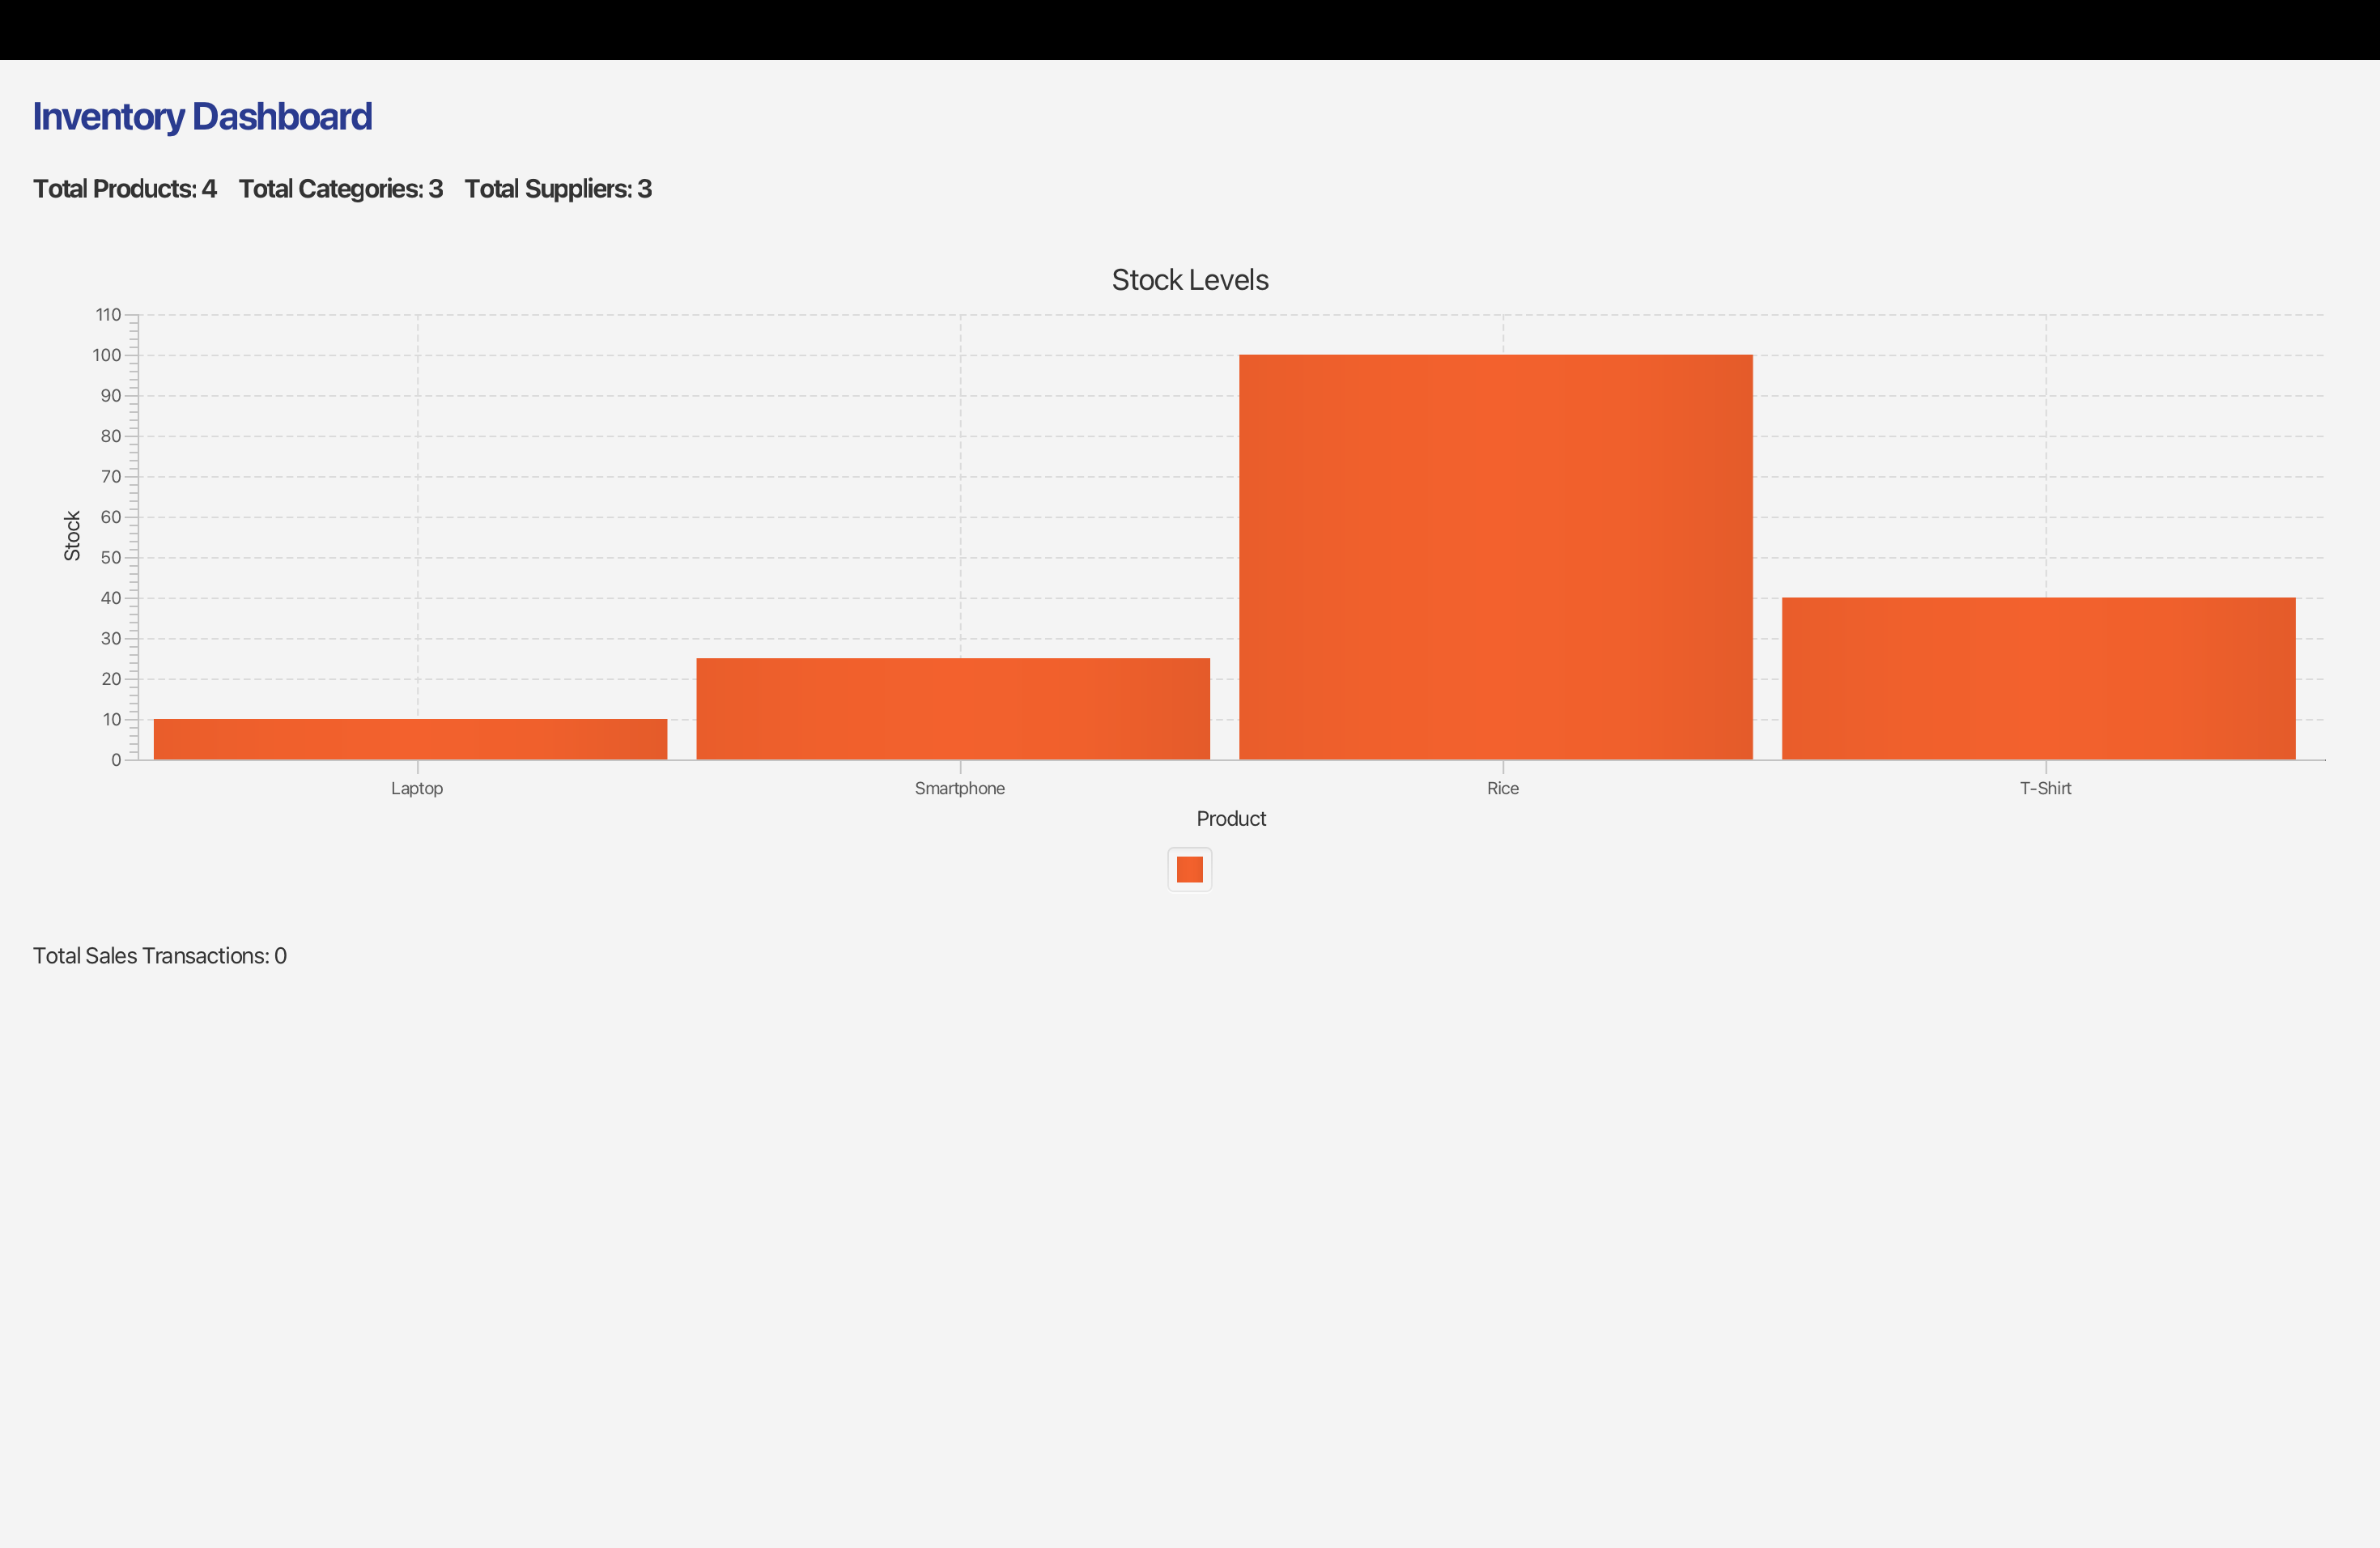 Inventory Dashboard
Total Products: 4 Total Categories: 3 Total Suppliers: 3
Stock Levels
110
100
90
80
70
60
50
40
30
20
10
0
Stock
Laptop Smartphone Rice T-Shirt
Product
Total Sales Transactions: 0